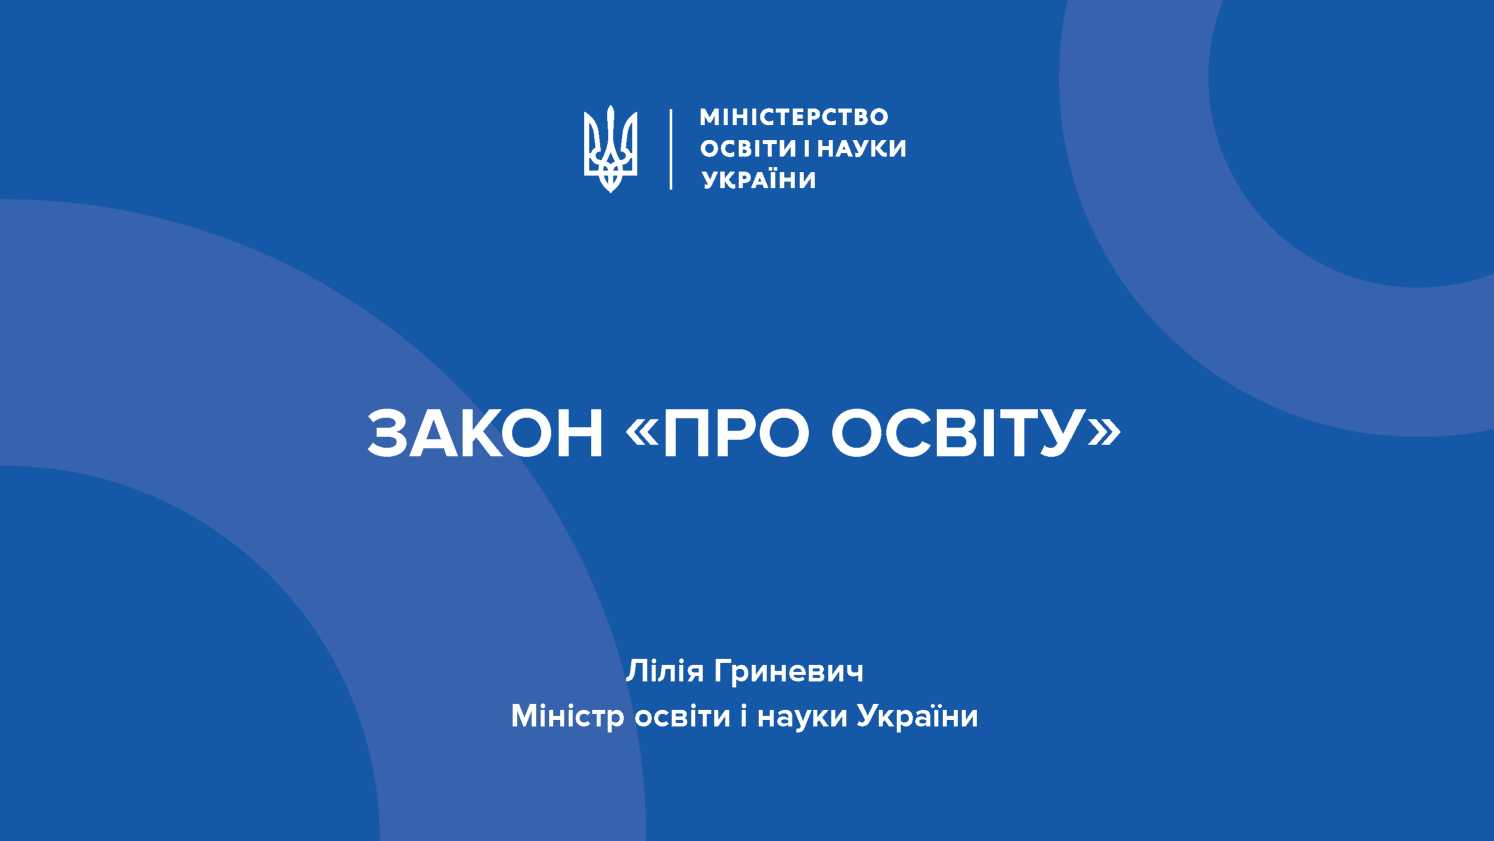 МІНІСТЕРСТВО
ОСВІТИ І НАУКИ
УКРАЇНИ
ЗАКОН «ПРО ОСВІТУ»
Лілія Гриневич
Міністр освіти і науки України